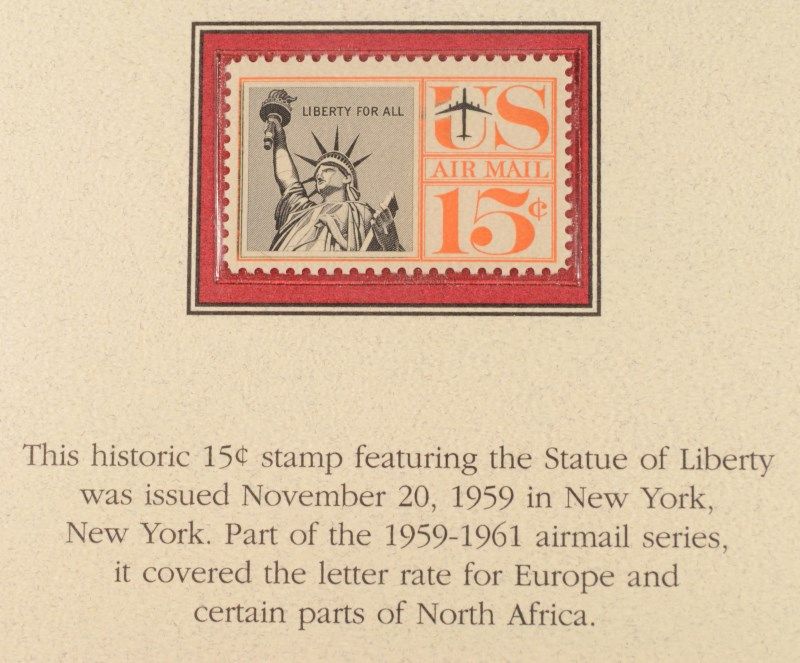 LIBERTY FOR ALL
US
AIR MAIL
15¢
This historic 15¢ stamp featuring the Statue of Liberty
was issued November 20, 1959 in New York,
New York. Part of the 1959-1961 airmail series,
it covered the letter rate for Europe and
certain parts of North Africa.